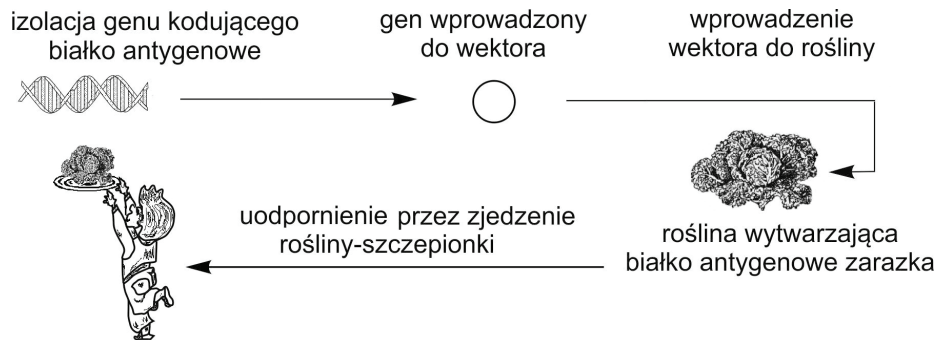 izolacja genu kodującego
białko antygenowe
gen wprowadzony
do wektora
wprowadzenie
wektora do rośliny
roślina wytwarzająca
białko antygenowe zarazka
uodpornienie przez zjedzenie
rośliny-szczepionki